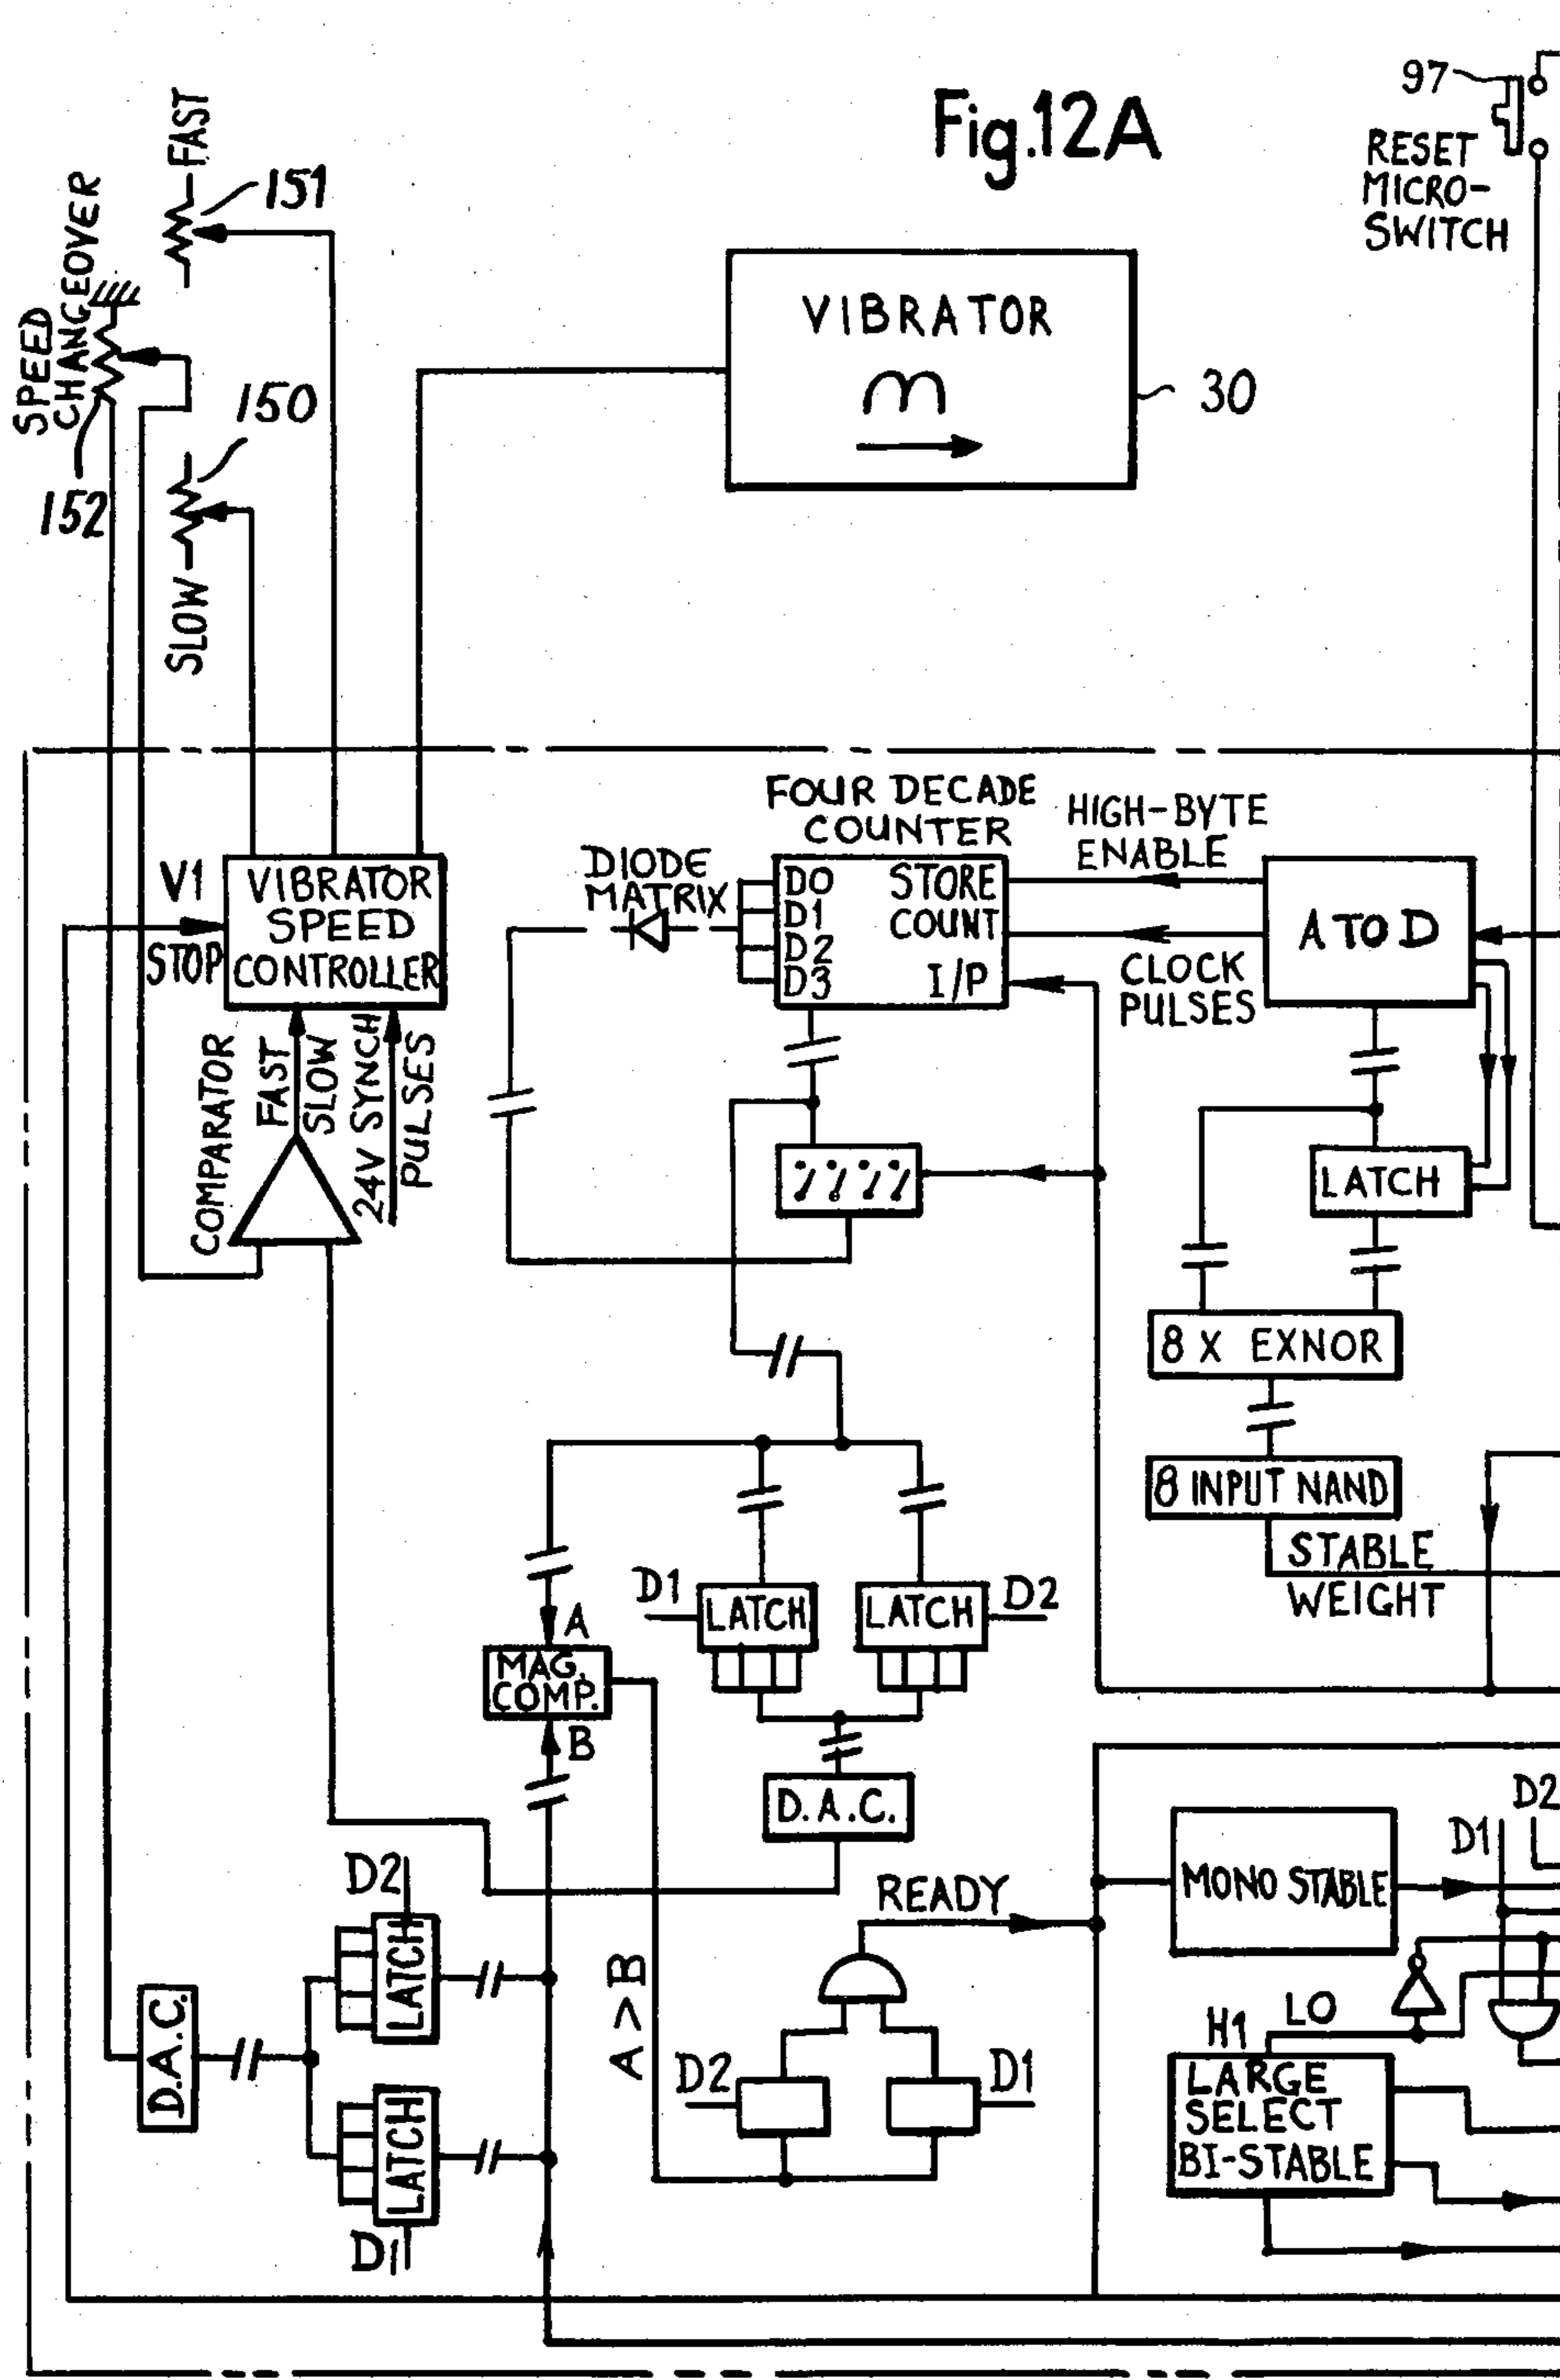 Fig.12A
97
RESET
MICRO-
SWITCH
FAST
151
SPEED
CHANGEOVER
150
152
SLOW
VIBRATOR
m
30
FOUR DECADE
COUNTER
HIGH-BYTE
ENABLE
DIODE
MATRIX
V1
STOP
VIBRATOR
SPEED
CONTROLLER
D0
D1
D2
D3
STORE
COUNT
I/P
A TO D
CLOCK
PULSES
COMPARATOR
FAST
SLOW
24V SYNCH
PULSES
LATCH
8 X EXNOR
8 INPUT NAND
STABLE
WEIGHT
D1
LATCH
LATCH
D2
A
MAG.
COMP.
B
D.A.C.
READY
MONO STABLE
D1
D2
D2
LATCH
D.A.C.
LATCH
D1
A > B
D2
D1
H1
LO
LARGE
SELECT
BI-STABLE